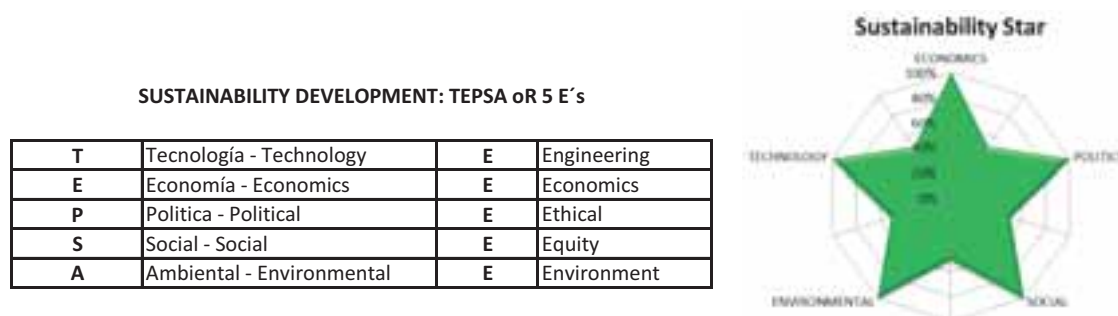 Sustainability Star
ECONOMICS
100%
80%
60%
40%
20%
0%
TECHNOLOGY
POLITICS
ENVIRONMENTAL
SOCIAL
SUSTAINABILITY DEVELOPMENT: TEPSA oR 5 E´s
T Tecnología - Technology E Engineering
E Economía - Economics E Economics
P Politica - Political E Ethical
S Social - Social E Equity
A Ambiental - Environmental E Environment